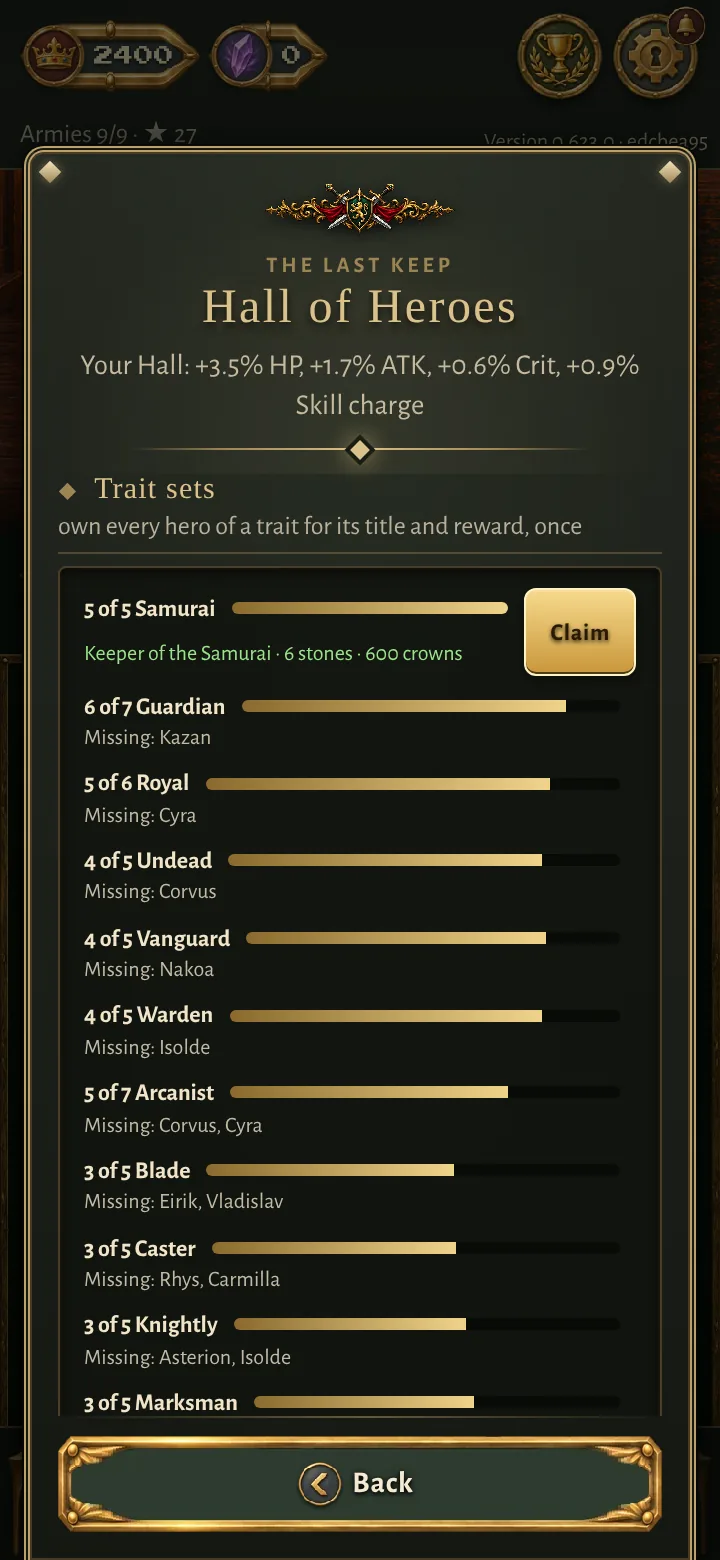 2400
0
Armies 9/9 · ★ 27
Version 0.623.0 · edchea95
THE LAST KEEP
Hall of Heroes
Your Hall: +3.5% HP, +1.7% ATK, +0.6% Crit, +0.9%
Skill charge
Trait sets
own every hero of a trait for its title and reward, once
5 of 5 Samurai
Claim
Keeper of the Samurai · 6 stones · 600 crowns
6 of 7 Guardian
Missing: Kazan
5 of 6 Royal
Missing: Cyra
4 of 5 Undead
Missing: Corvus
4 of 5 Vanguard
Missing: Nakoa
4 of 5 Warden
Missing: Isolde
5 of 7 Arcanist
Missing: Corvus, Cyra
3 of 5 Blade
Missing: Eirik, Vladislav
3 of 5 Caster
Missing: Rhys, Carmilla
3 of 5 Knightly
Missing: Asterion, Isolde
3 of 5 Marksman
Back